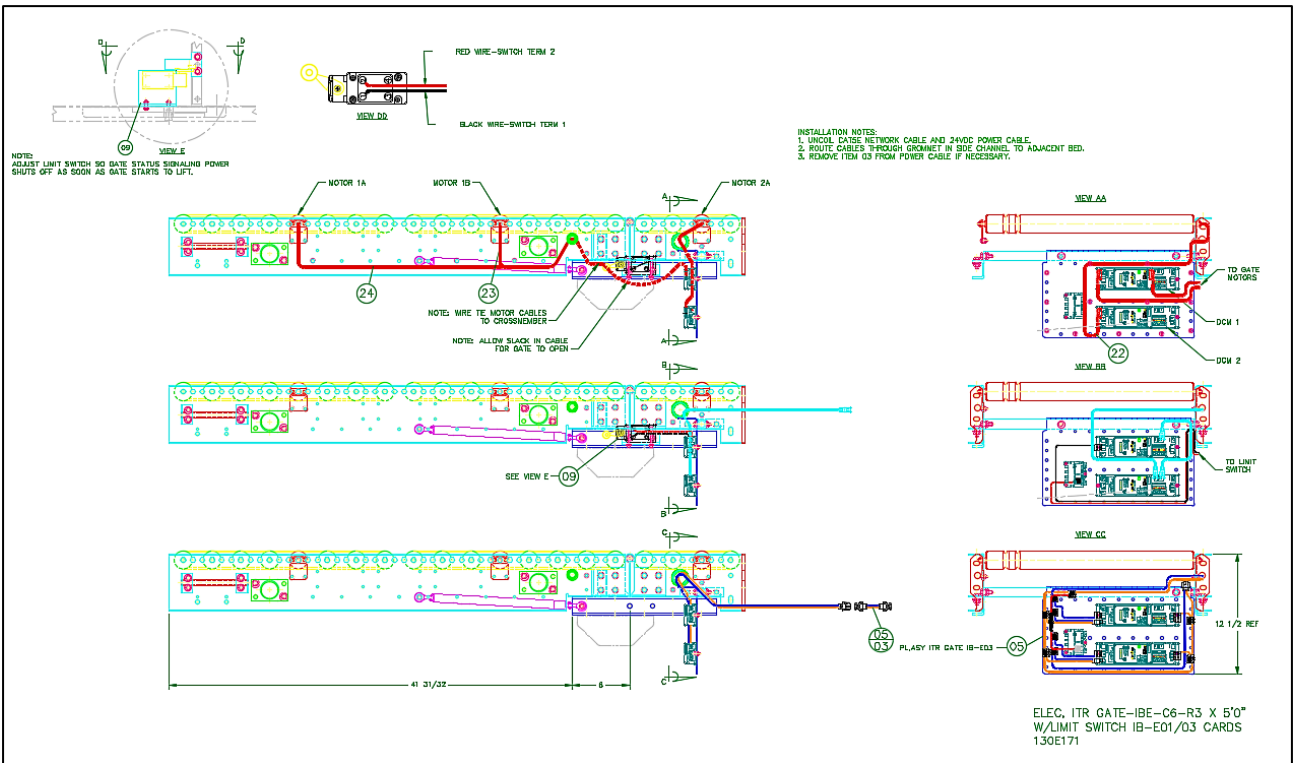 D
D
RED WIRE-SWITCH TERM 2
BLACK WIRE-SWITCH TERM 1
VIEW DD
09
VIEW E
NOTE:
ADJUST LIMIT SWITCH SO GATE STATUS SIGNALING POWER
SHUTS OFF AS SOON AS GATE STARTS TO LIFT.
INSTALLATION NOTES:
1. UNCOIL CAT5E NETWORK CABLE AND 24VDC POWER CABLE.
2. ROUTE CABLES THROUGH GROMMET IN SIDE CHANNEL TO ADJACENT BED.
3. REMOVE ITEM 03 FROM POWER CABLE IF NECESSARY.
MOTOR 1A
MOTOR 1B
MOTOR 2A
A
24
23
NOTE: WIRE TIE MOTOR CABLES
TO CROSSMEMBER
NOTE: ALLOW SLACK IN CABLE
FOR GATE TO OPEN
A
VIEW AA
TO GATE
MOTORS
DCM 1
DCM 2
22
B
SEE VIEW E
09
B
VIEW BB
TO LIMIT
SWITCH
C
05
03
41 31/32
6
C
VIEW CC
PL,ASY ITR GATE IB-E03
05
12 1/2 REF
ELEC, ITR GATE-IBE-C6-R3 X 5'0"
W/LIMIT SWITCH IB-E01/03 CARDS
130E171